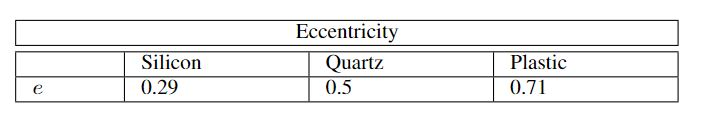 Eccentricity
Silicon Quartz Plastic
e 0.29 0.5 0.71